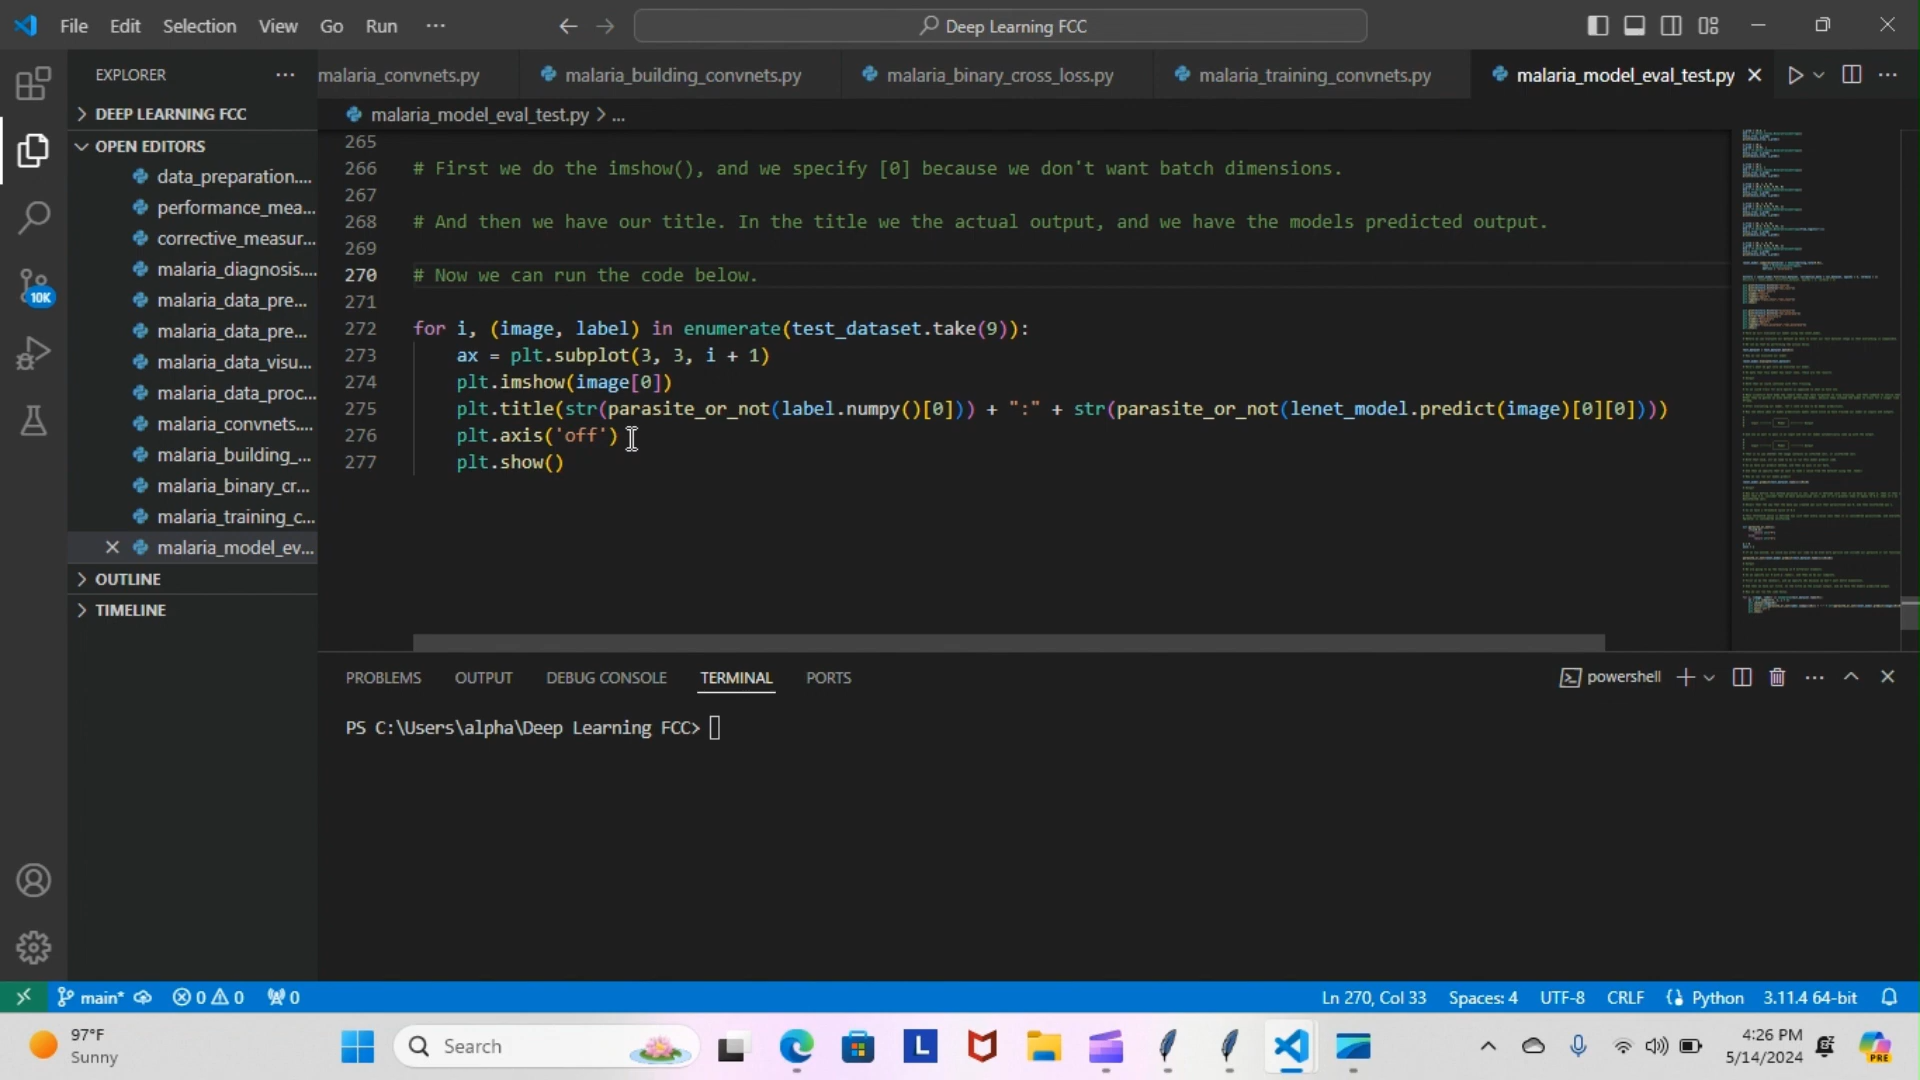 File Edit Selection View Go Run ··· Deep Learning FCC
EXPLORER ···
malaria_convnets.py malaria_building_convnets.py malaria_binary_cross_loss.py malaria_training_convnets.py malaria_model_eval_test.py
DEEP LEARNING FCC
malaria_model_eval_test.py > ...
OPEN EDITORS
data_preparation....
performance_mea...
corrective_measur...
malaria_diagnosis....
malaria_data_pre...
malaria_data_pre...
malaria_data_visu...
malaria_data_proc...
malaria_convnets....
malaria_building_...
malaria_binary_cr...
malaria_training_c...
malaria_model_ev...
OUTLINE
TIMELINE
10K
265
266 # First we do the imshow(), and we specify [0] because we don't want batch dimensions.
267
268 # And then we have our title. In the title we the actual output, and we have the models predicted output.
269
270 # Now we can run the code below.
271
272 for i, (image, label) in enumerate(test_dataset.take(9)):
273 ax = plt.subplot(3, 3, i + 1)
274 plt.imshow(image[0])
275 plt.title(str(parasite_or_not(label.numpy()[0])) + ":" + str(parasite_or_not(lenet_model.predict(image)[0][0])))
276 plt.axis('off')
277 plt.show()
PROBLEMS OUTPUT DEBUG CONSOLE TERMINAL PORTS powershell
PS C:\Users\alpha\Deep Learning FCC>
main* 0 0 0 Ln 270, Col 33 Spaces: 4 UTF-8 CRLF Python 3.11.4 64-bit
97°F
Sunny
Search
L
4:26 PM
5/14/2024
PRE